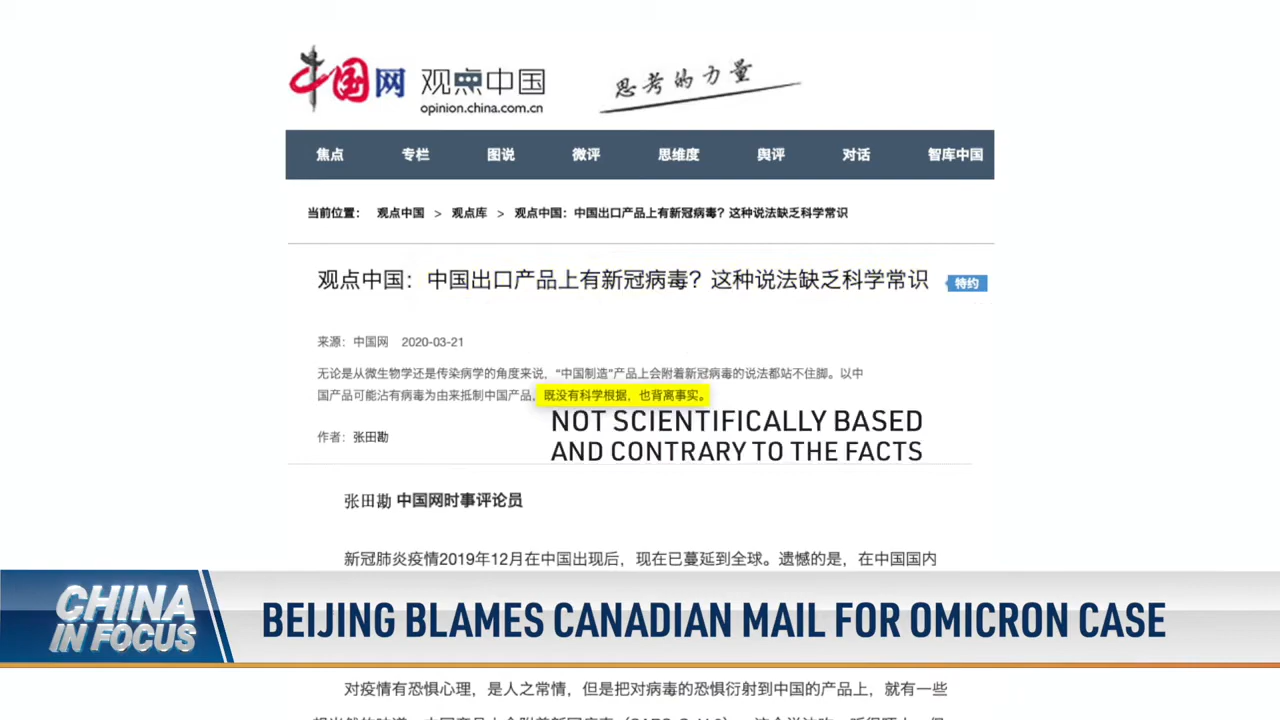 中国网 观点中国 思考的力量
opinion.china.com.cn
焦点 专栏 图说 微评 思维度 舆评 对话 智库中国
当前位置： 观点中国 > 观点库 > 观点中国：中国出口产品上有新冠病毒？这种说法缺乏科学常识
观点中国：中国出口产品上有新冠病毒？这种说法缺乏科学常识 特约
来源：中国网 2020-03-21
无论是从微生物学还是传染病学的角度来说，“中国制造”产品上会附着新冠病毒的说法都站不住脚。以中
国产品可能沾有病毒为由来抵制中国产品，既没有科学根据，也背离事实。
NOT SCIENTIFICALLY BASED
AND CONTRARY TO THE FACTS
作者：张田勘
张田勘 中国网时事评论员
新冠肺炎疫情2019年12月在中国出现后，现在已蔓延到全球。遗憾的是，在中国国内
CHINA
IN FOCUS
BEIJING BLAMES CANADIAN MAIL FOR OMICRON CASE
对疫情有恐惧心理，是人之常情，但是把对病毒的恐惧衍射到中国的产品上，就有一些